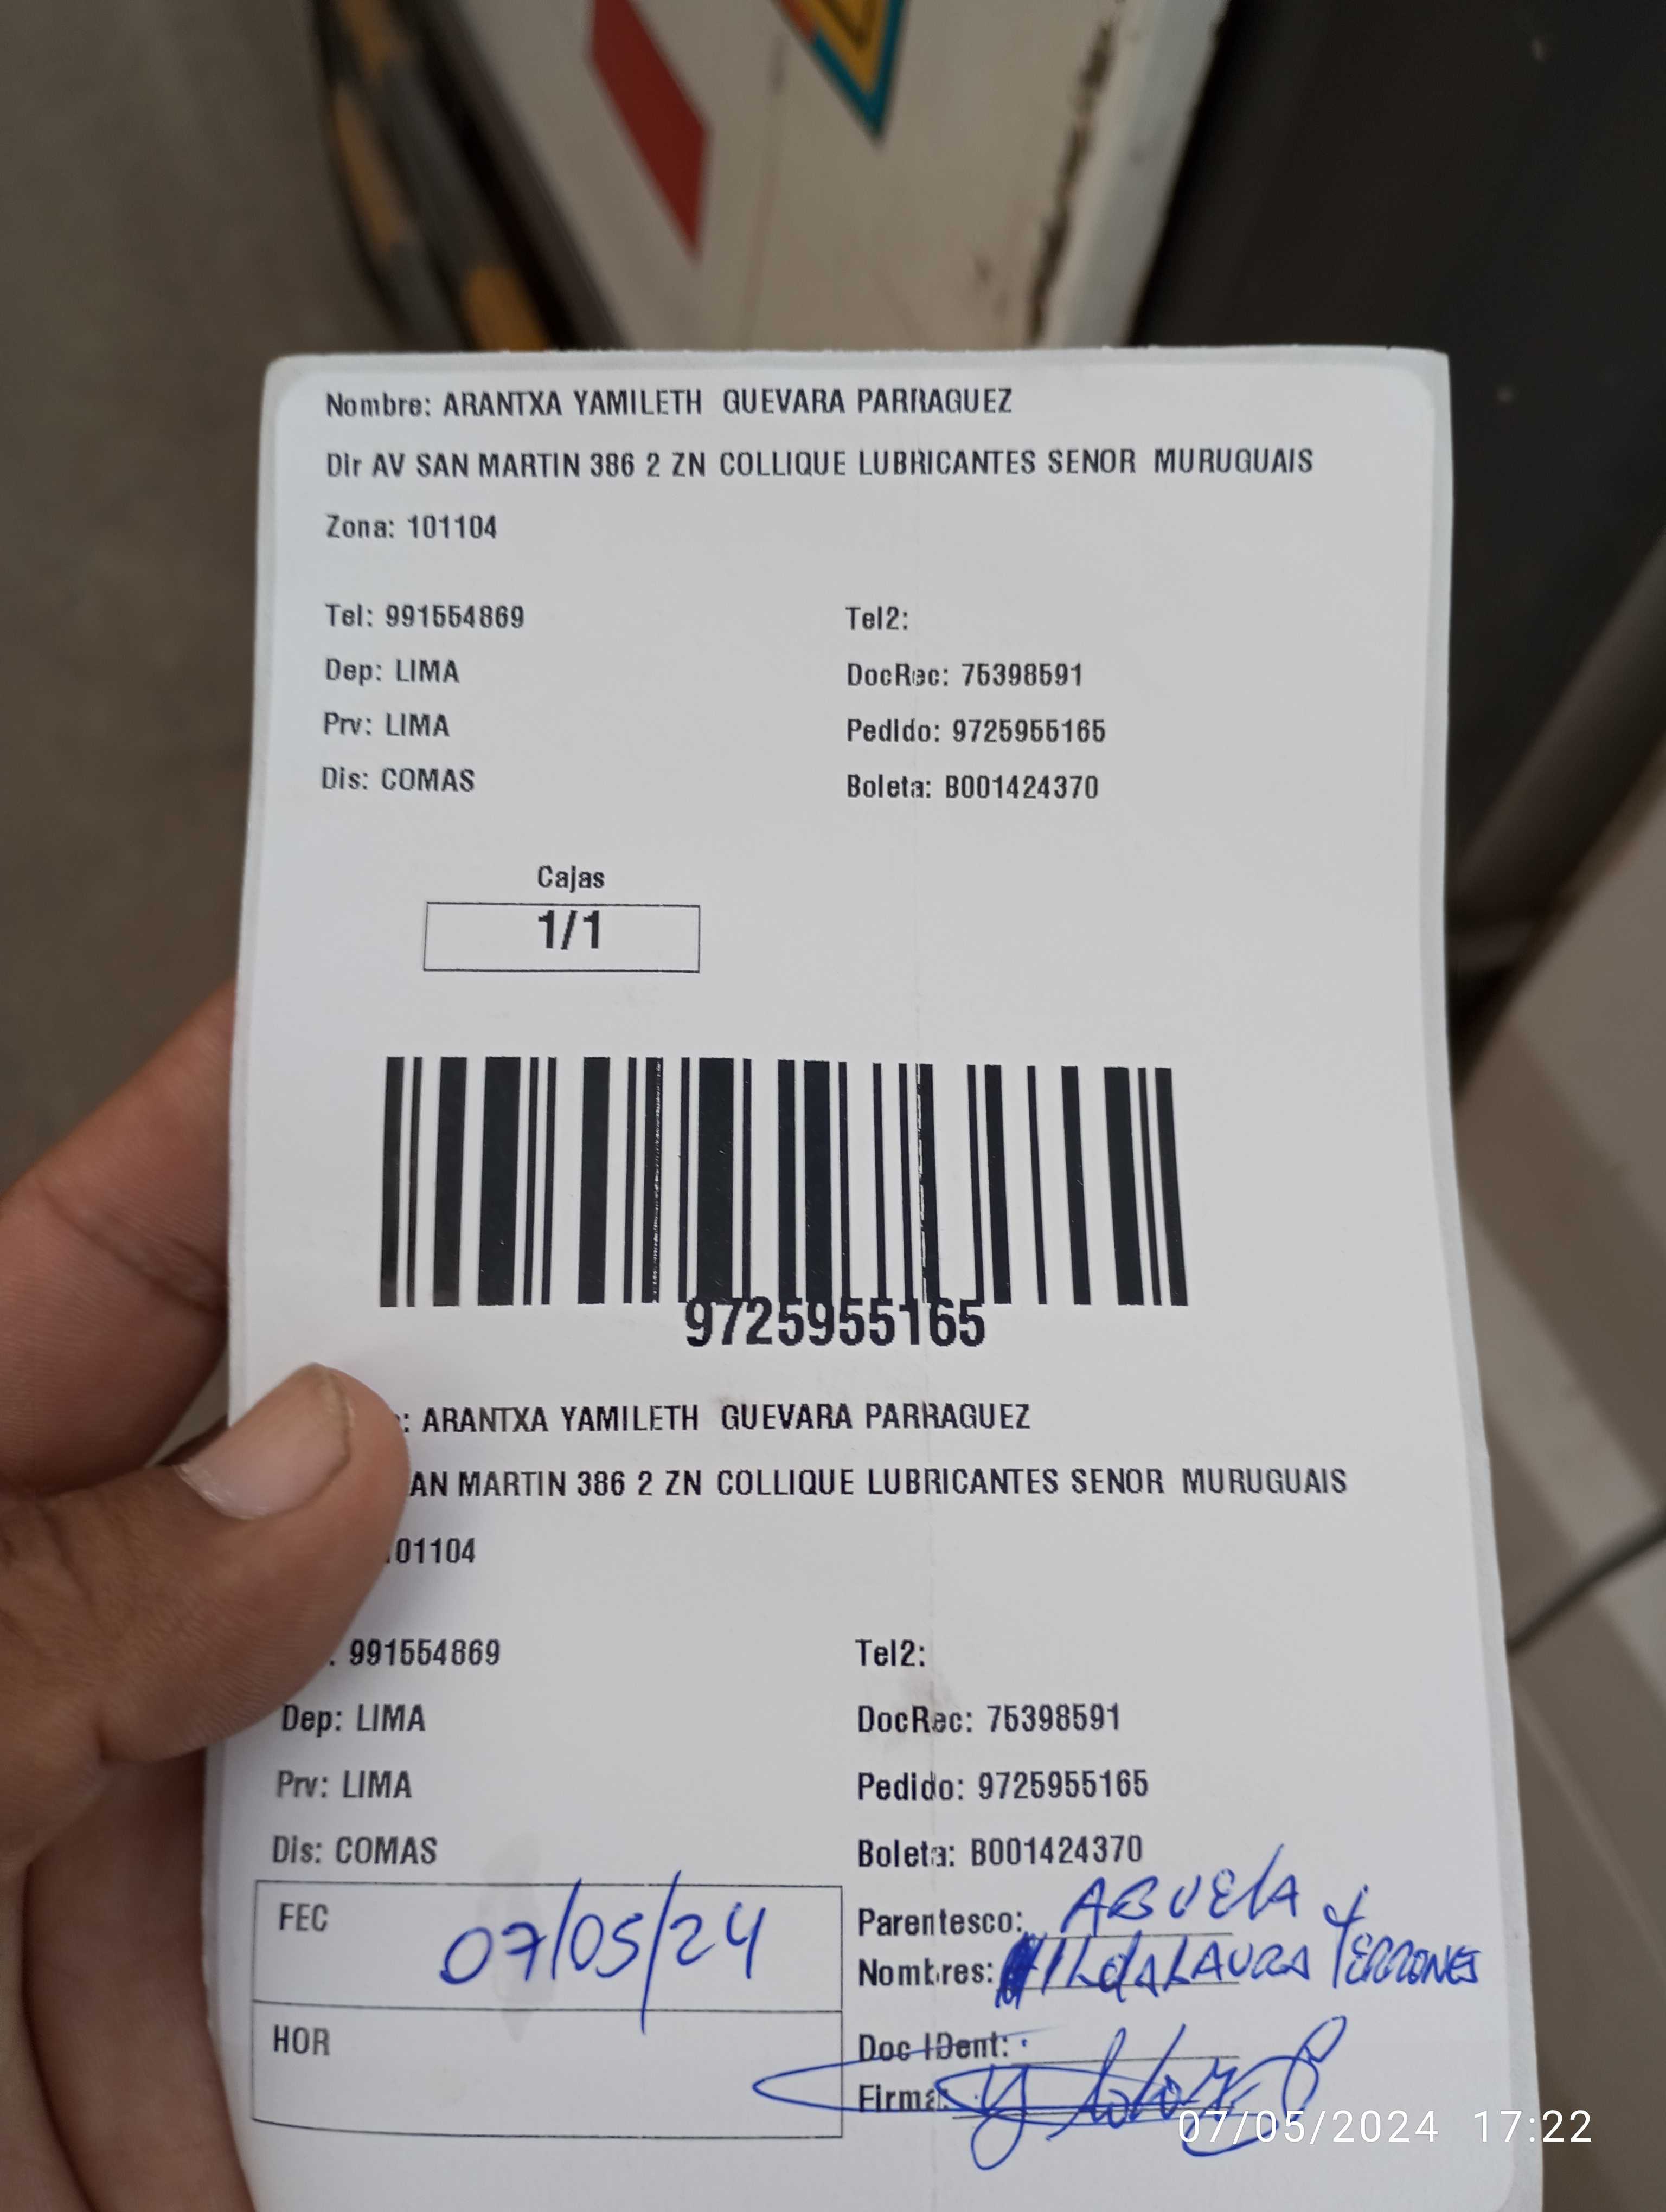 Nombre: ARANTXA YAMILETH GUEVARA PARRAGUEZ
Dir AV SAN MARTIN 386 2 ZN COLLIQUE LUBRICANTES SENOR MURUGUAIS
Zona: 101104
Tel: 991554869 Tel2:
Dep: LIMA DocRec: 75398591
Prv: LIMA Pedido: 9725955165
Dis: COMAS Boleta: B001424370
Cajas
1/1
9725955165
: ARANTXA YAMILETH GUEVARA PARRAGUEZ
AN MARTIN 386 2 ZN COLLIQUE LUBRICANTES SENOR MURUGUAIS
01104
. 991554869 Tel2:
Dep: LIMA DocRec: 75398591
Prv: LIMA Pedido: 9725955165
Dis: COMAS Boleta: B001424370
FEC 07/05/24 Parentesco: ABUELA
Nombres: HILDA LAURA TERRONES
HOR Doc IDent:
Firma:
07/05/2024 17:22